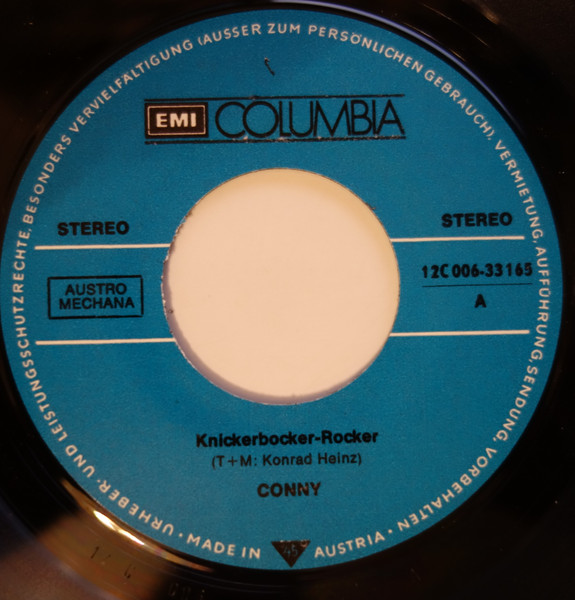 URHEBER- UND LEISTUNGSSCHUTZRECHTE, BESONDERS VERVIELFÄLTIGUNG (AUSSER ZUM PERSÖNLICHEN GEBRAUCH), VERMIETUNG, AUFFÜHRUNG, SENDUNG, VORBEHALTEN •
EMI COLUMBIA
STEREO
STEREO
AUSTRO
MECHANA
12C 006-33165
A
Knickerbocker-Rocker
(T+M: Konrad Heinz)
CONNY
• MADE IN 45 AUSTRIA •